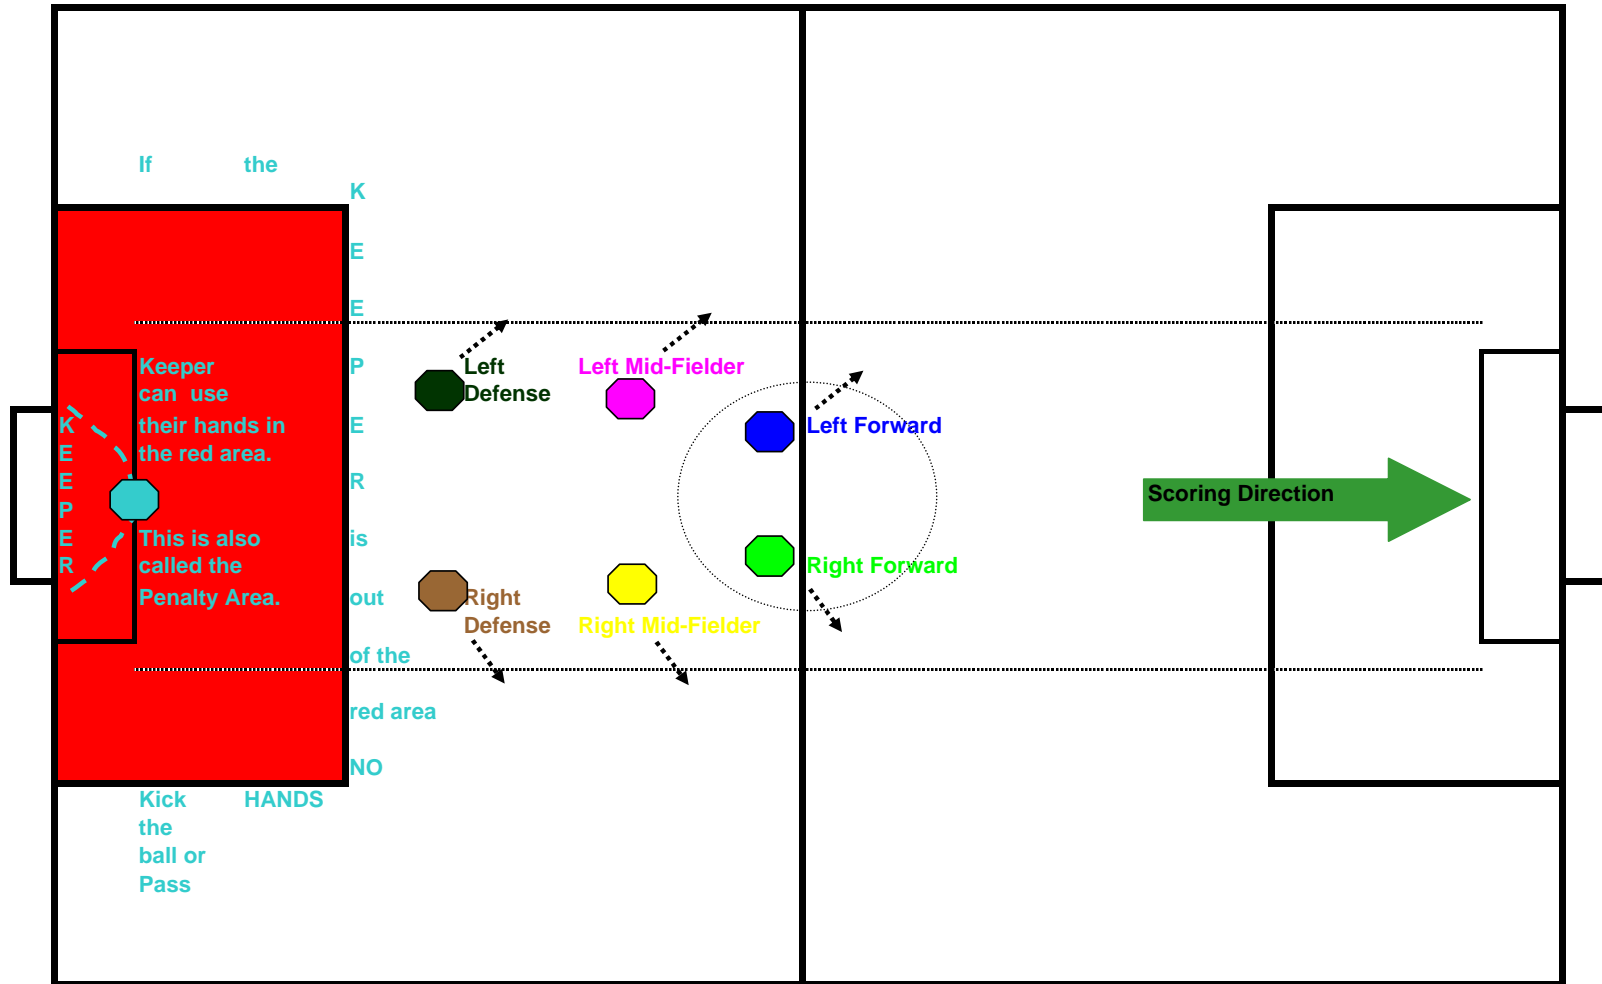 If the
K
E
E
P
E
R
is
out
of the
red area
NO
HANDS
Kick
the
ball or
Pass
KEEPER
Keeper
can use
their hands in
the red area.
This is also
called the
Penalty Area.
Left
Defense
Left Mid-Fielder
Left Forward
Scoring Direction
Right
Defense
Right Mid-Fielder
Right Forward